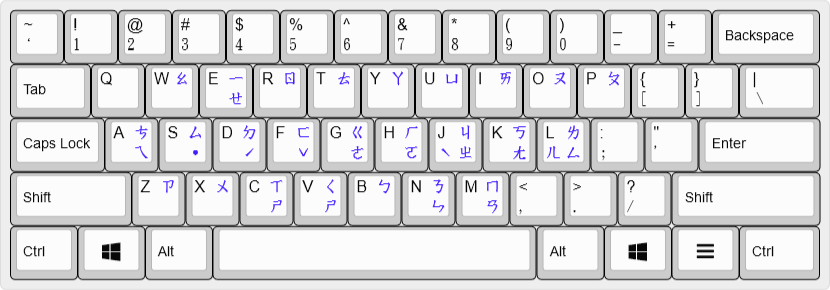 ~ ! @ # $ % ^ & * ( ) _ + Backspace
‘ 1 2 3 4 5 6 7 8 9 0 - =
Tab Q W ㄠ E ㄧ R ㄖ T ㄊ Y ㄚ U ㄩ I ㄞ O ㄡ P ㄆ { } |
ㄝ [ ] \
Caps Lock A ㄘ S ㄙ D ㄉ F ㄈ G ㄍ H ㄏ J ㄐ K ㄎ L ㄌ : " Enter
ㄟ • ˊ ˇ ㄜ ㄛ ˋ ㄓ ㄤ ㄦ ㄥ ; '
Shift Z ㄗ X ㄨ C ㄒ V ㄑ B ㄅ N ㄋ M ㄇ < > ? Shift
ㄕ ㄕ ㄣ ㄢ , . /
Ctrl Alt Alt Ctrl